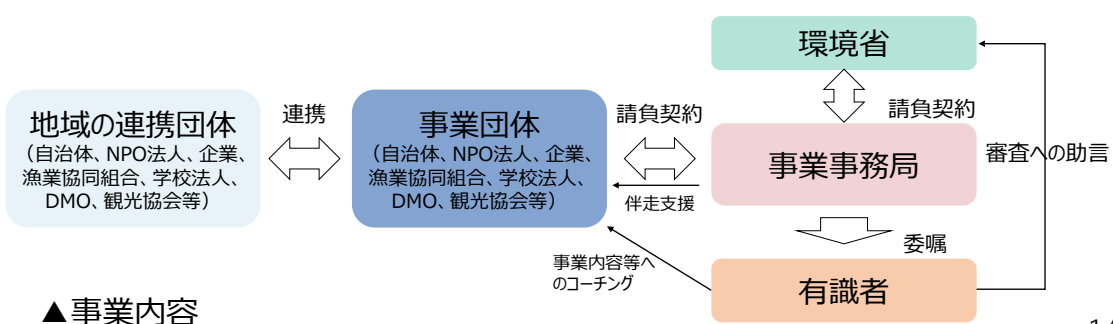 環境省
請負契約
地域の連携団体
（自治体、NPO法人、企業、
漁業協同組合、学校法人、
DMO、観光協会等）
連携
事業団体
（自治体、NPO法人、企業、
漁業協同組合、学校法人、
DMO、観光協会等）
請負契約
伴走支援
事業事務局
審査への助言
委嘱
事業内容等へ
のコーチング
有識者
▲事業内容